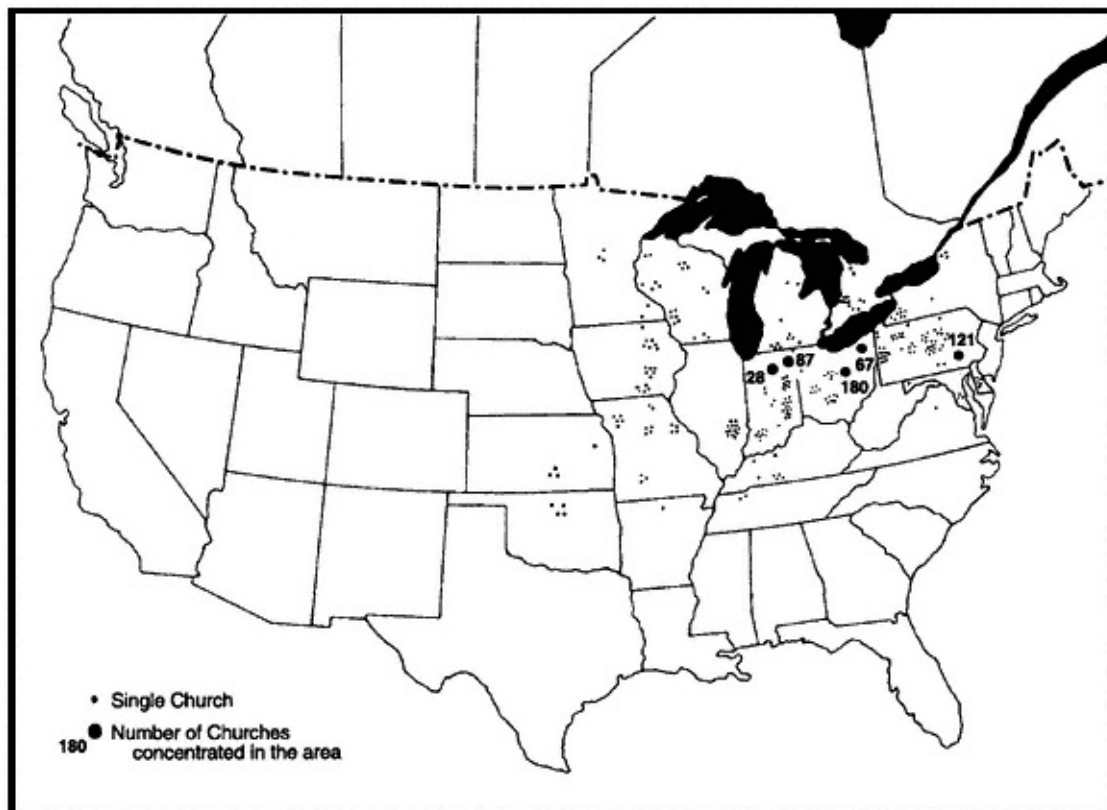 121
87
28
67
180
Single Church
Number of Churches
180 concentrated in the area